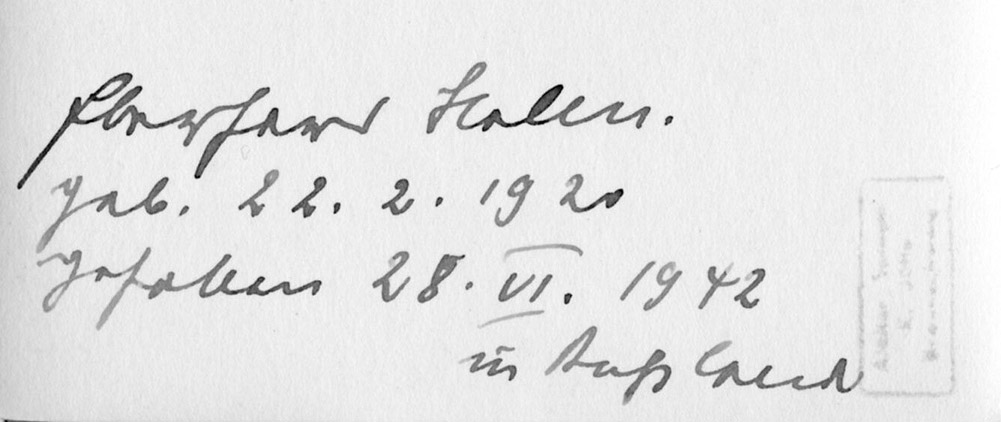 Eberhard
geb. 22. 2. 1920
gefallen 28. VI. 1942
in Rußland